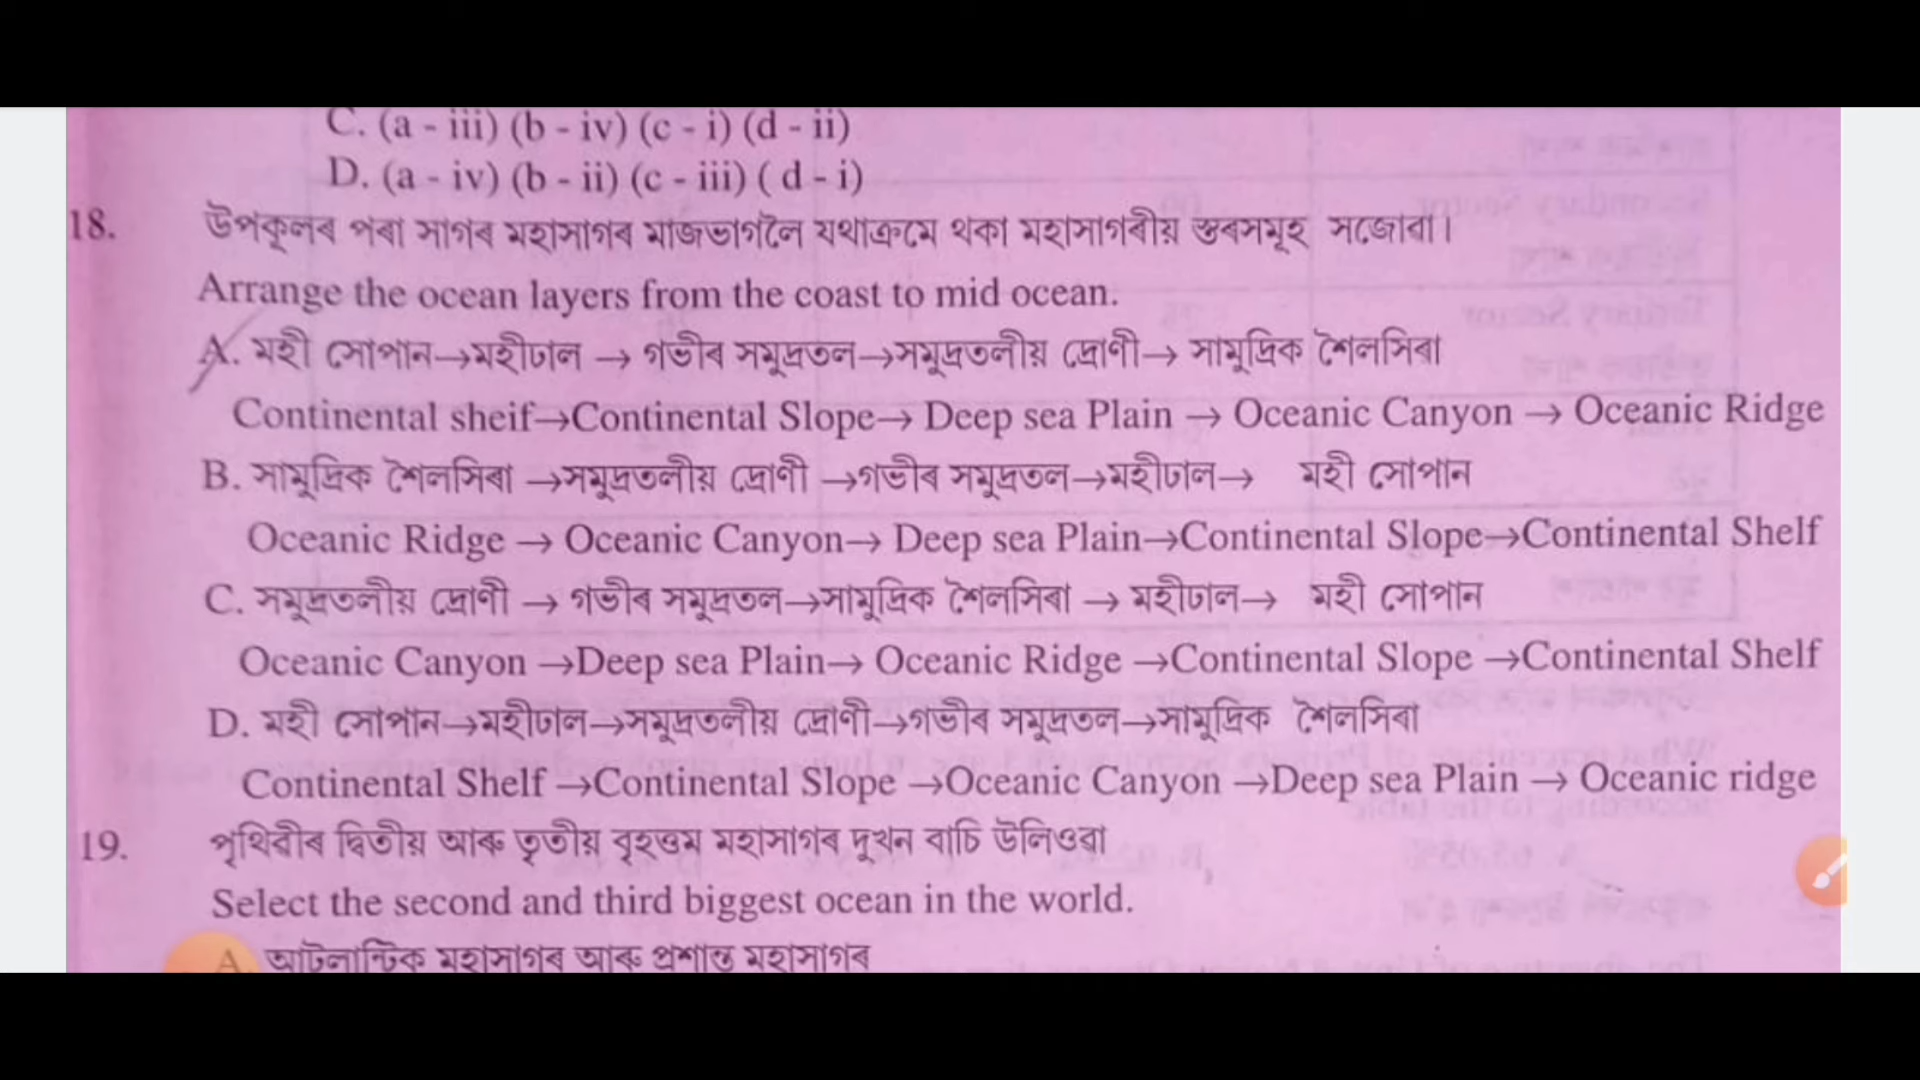 C. (a - iii) (b - iv) (c - i) (d - ii)
D. (a - iv) (b - ii) (c - iii) ( d - i)
18. উপকূলৰ পৰা সাগৰ মহাসাগৰ মাজভাগলৈ যথাক্ৰমে থকা মহাসাগৰীয় স্তৰসমূহ সজোৱা।
Arrange the ocean layers from the coast to mid ocean.
A. মহী সোপান→মহীঢাল → গভীৰ সমুদ্ৰতল→সমুদ্ৰতলীয় দ্ৰোণী→ সামুদ্ৰিক শৈলসিৰা
Continental sheif→Continental Slope→ Deep sea Plain → Oceanic Canyon → Oceanic Ridge
B. সামুদ্ৰিক শৈলসিৰা →সমুদ্ৰতলীয় দ্ৰোণী →গভীৰ সমুদ্ৰতল→মহীঢাল→ মহী সোপান
Oceanic Ridge → Oceanic Canyon→ Deep sea Plain→Continental Slope→Continental Shelf
C. সমুদ্ৰতলীয় দ্ৰোণী → গভীৰ সমুদ্ৰতল→সামুদ্ৰিক শৈলসিৰা → মহীঢাল→ মহী সোপান
Oceanic Canyon →Deep sea Plain→ Oceanic Ridge →Continental Slope →Continental Shelf
D. মহী সোপান→মহীঢাল→সমুদ্ৰতলীয় দ্ৰোণী→গভীৰ সমুদ্ৰতল→সামুদ্ৰিক শৈলসিৰা
Continental Shelf →Continental Slope →Oceanic Canyon →Deep sea Plain → Oceanic ridge
19. পৃথিৱীৰ দ্বিতীয় আৰু তৃতীয় বৃহত্তম মহাসাগৰ দুখন বাচি উলিওৱা
Select the second and third biggest ocean in the world.
A. আটলান্টিক মহাসাগৰ আৰু প্ৰশান্ত মহাসাগৰ